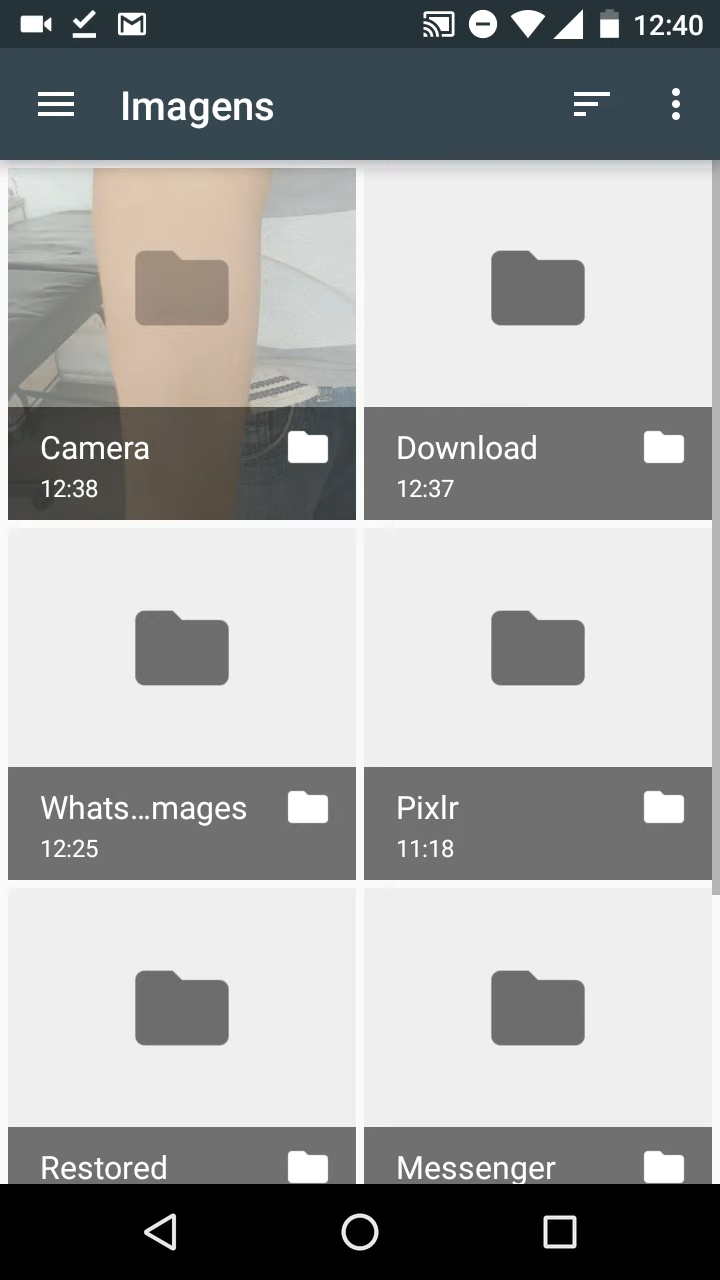 12:40
Imagens
Camera
12:38
Download
12:37
Whats…mages
12:25
Pixlr
11:18
Restored
Messenger